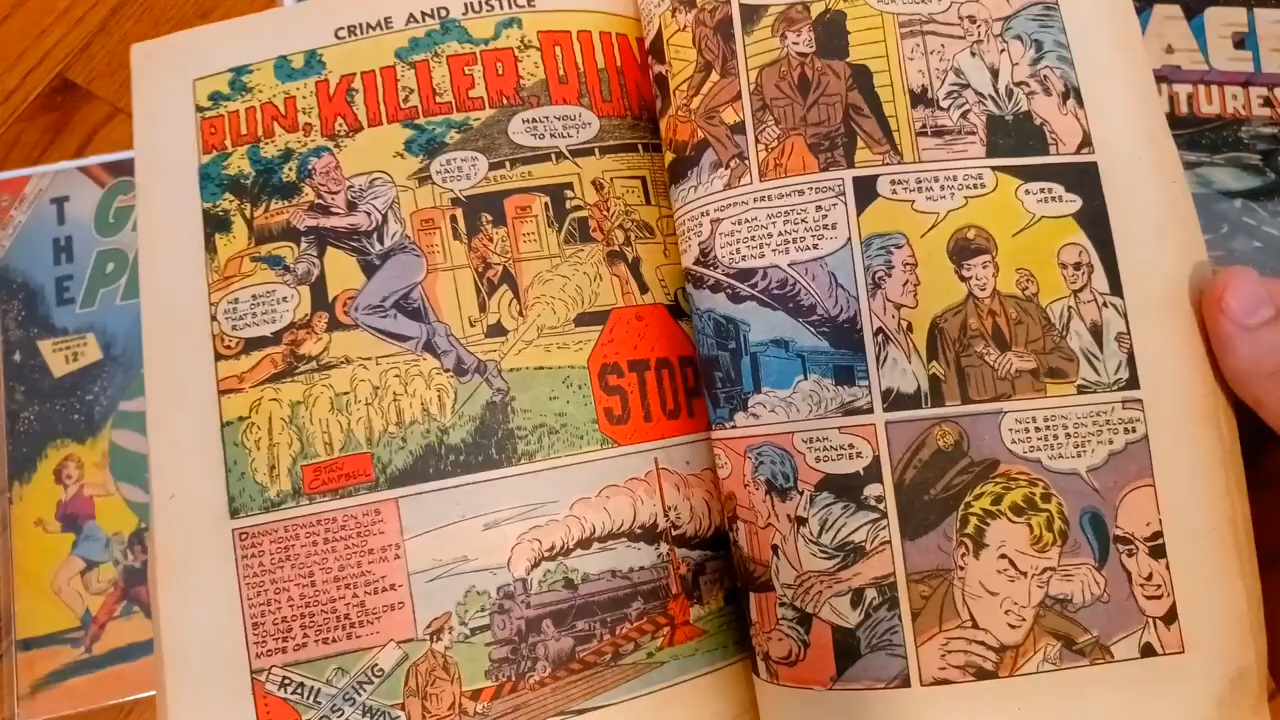 CRIME AND JUSTICE
RUN, KILLER, RUN
HALT, YOU!
...OR I'LL SHOOT
TO KILL!
LET HIM
HAVE IT,
EDDIE!
SERVICE
HE...SHOT
ME...OFFICER!
THAT'S HIM...
RUNNING!
STOP
STAN
CAMPBELL
DANNY EDWARDS ON HIS
WAY HOME ON FURLOUGH,
HAD LOST HIS BANKROLL
IN A CARD GAME, AND
HADN'T FOUND MOTORISTS
TOO WILLING TO GIVE HIM A
LIFT ON THE HIGHWAY.
WHEN A SLOW FREIGHT
WENT THROUGH A NEAR-
BY CROSSING, THE
YOUNG SOLDIER DECIDED
TO TRY A DIFFERENT
MODE OF TRAVEL...
RAIL
WAY
HUH, LUCKY?
HOPPIN' FREIGHTS? DON'T
YEAH, MOSTLY. BUT
THEY DON'T PICK UP
UNIFORMS ANY MORE
LIKE THEY USED TO...
DURING THE WAR.
SAY, GIVE ME ONE
'A THEM SMOKES,
HUH?
SURE.
HERE...
YEAH.
THANKS,
SOLDIER.
NICE GOIN', LUCKY!
THIS BIRD'S ON FURLOUGH,
AND HE'S BOUND TO BE
LOADED! GET HIS
WALLET!
THE
12¢